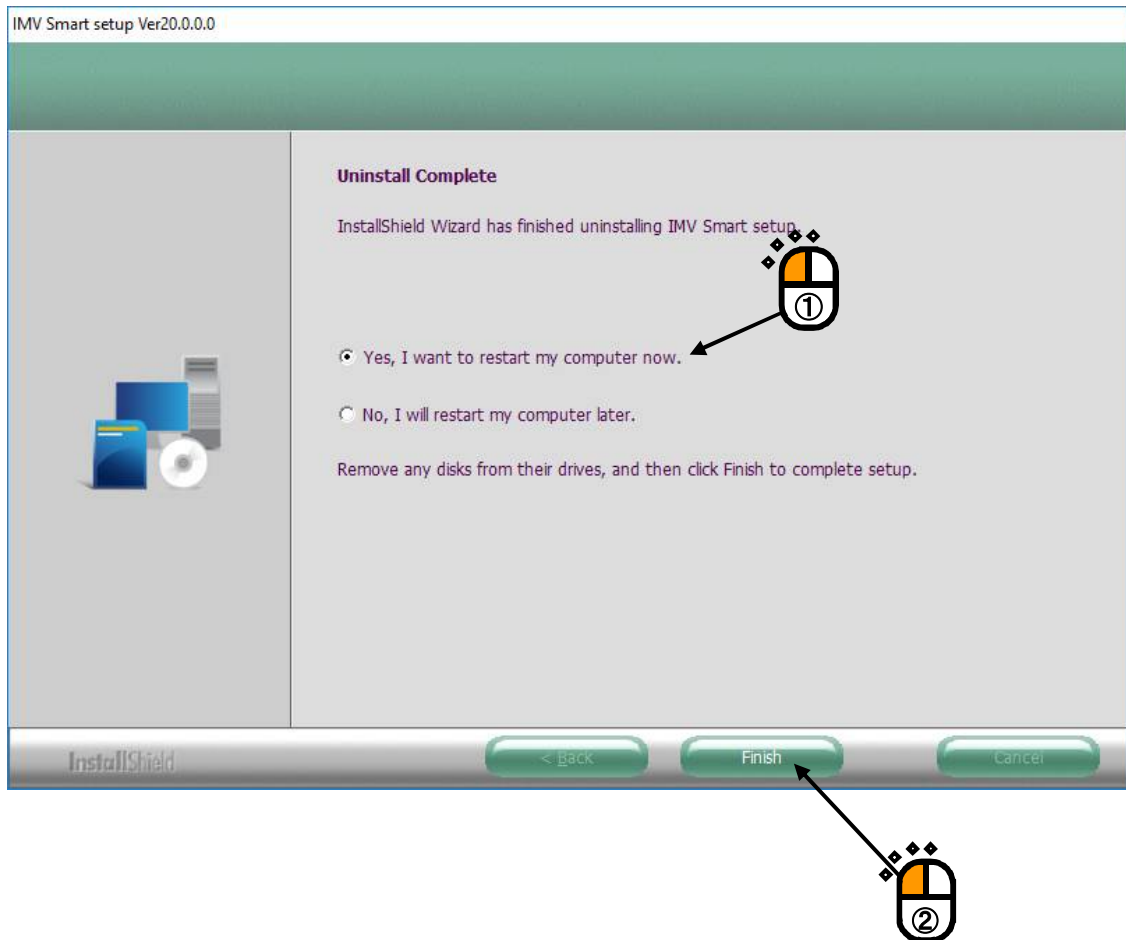 IMV Smart setup Ver20.0.0.0
Uninstall Complete
InstallShield Wizard has finished uninstalling IMV Smart setup.
①
Yes, I want to restart my computer now.
No, I will restart my computer later.
Remove any disks from their drives, and then click Finish to complete setup.
InstallShield
< Back
Finish
Cancel
②